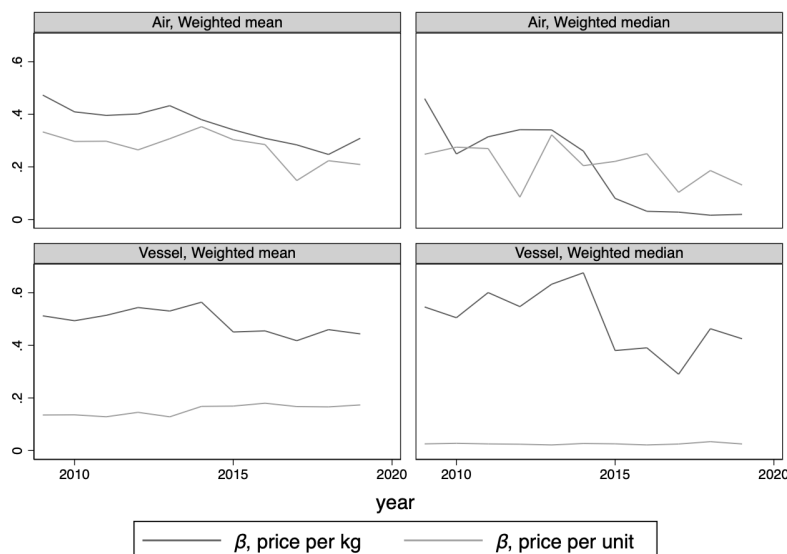 Air, Weighted mean
Air, Weighted median
.6
.4
.2
0
Vessel, Weighted mean
Vessel, Weighted median
.6
.4
.2
0
2010
2015
2020
2010
2015
2020
year
β, price per kg
β, price per unit